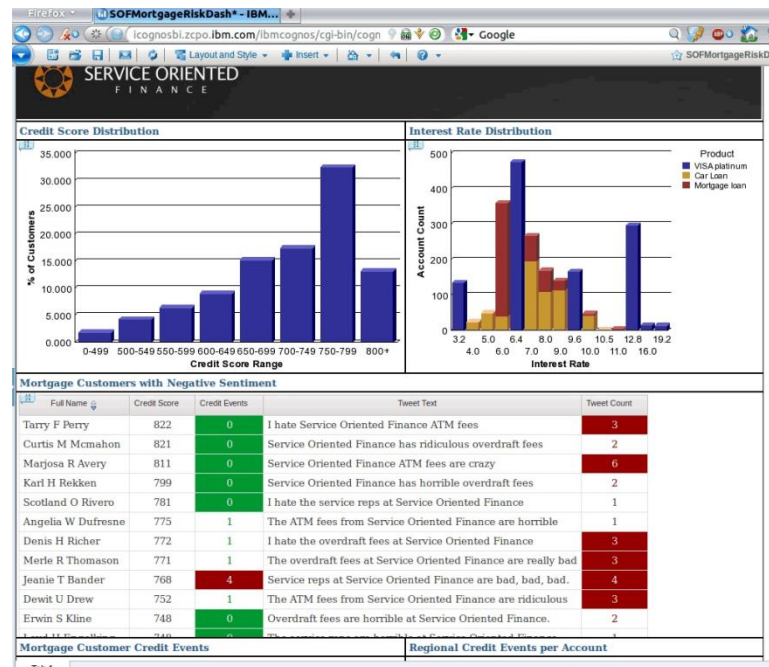 Firefox
SOFMortgageRiskDash* - IBM...
icognosbi.zcpo.ibm.com/ibmcognos/cgi-bin/cogn
Google
Layout and Style
Insert
SOFMortgageRiskD
SERVICE ORIENTED
FINANCE
Credit Score Distribution
Interest Rate Distribution
35.000
30.000
25.000
20.000
15.000
10.000
5.000
0.000
% of Customers
0-499 500-549 550-599 600-649 650-699 700-749 750-799 800+
Credit Score Range
500
400
300
200
100
0
Account Count
3.2 5.0 6.4 8.0 9.6 10.5 12.8 19.2
4.0 6.0 7.0 9.0 10.0 11.0 16.0
Interest Rate
Product
VISA platinum
Car Loan
Mortgage loan
Mortgage Customers with Negative Sentiment
Full Name Credit Score Credit Events Tweet Text Tweet Count
Tarry F Perry 822 0 I hate Service Oriented Finance ATM fees 3
Curtis M Mcmahon 821 0 Service Oriented Finance has ridiculous overdraft fees 2
Marjosa R Avery 811 0 Service Oriented Finance ATM fees are crazy 6
Karl H Rekken 799 0 Service Oriented Finance has horrible overdraft fees 2
Scotland O Rivero 781 0 I hate the service reps at Service Oriented Finance 1
Angelia W Dufresne 775 1 The ATM fees from Service Oriented Finance are horrible 1
Denis H Richer 772 1 I hate the overdraft fees at Service Oriented Finance 3
Merle R Thomason 771 1 The overdraft fees at Service Oriented Finance are really bad 3
Jeanie T Bander 768 4 Service reps at Service Oriented Finance are bad, bad, bad. 4
Dewit U Drew 752 1 The ATM fees from Service Oriented Finance are ridiculous 3
Erwin S Kline 748 0 Overdraft fees are horrible at Service Oriented Finance. 2
Mortgage Customer Credit Events
Regional Credit Events per Account